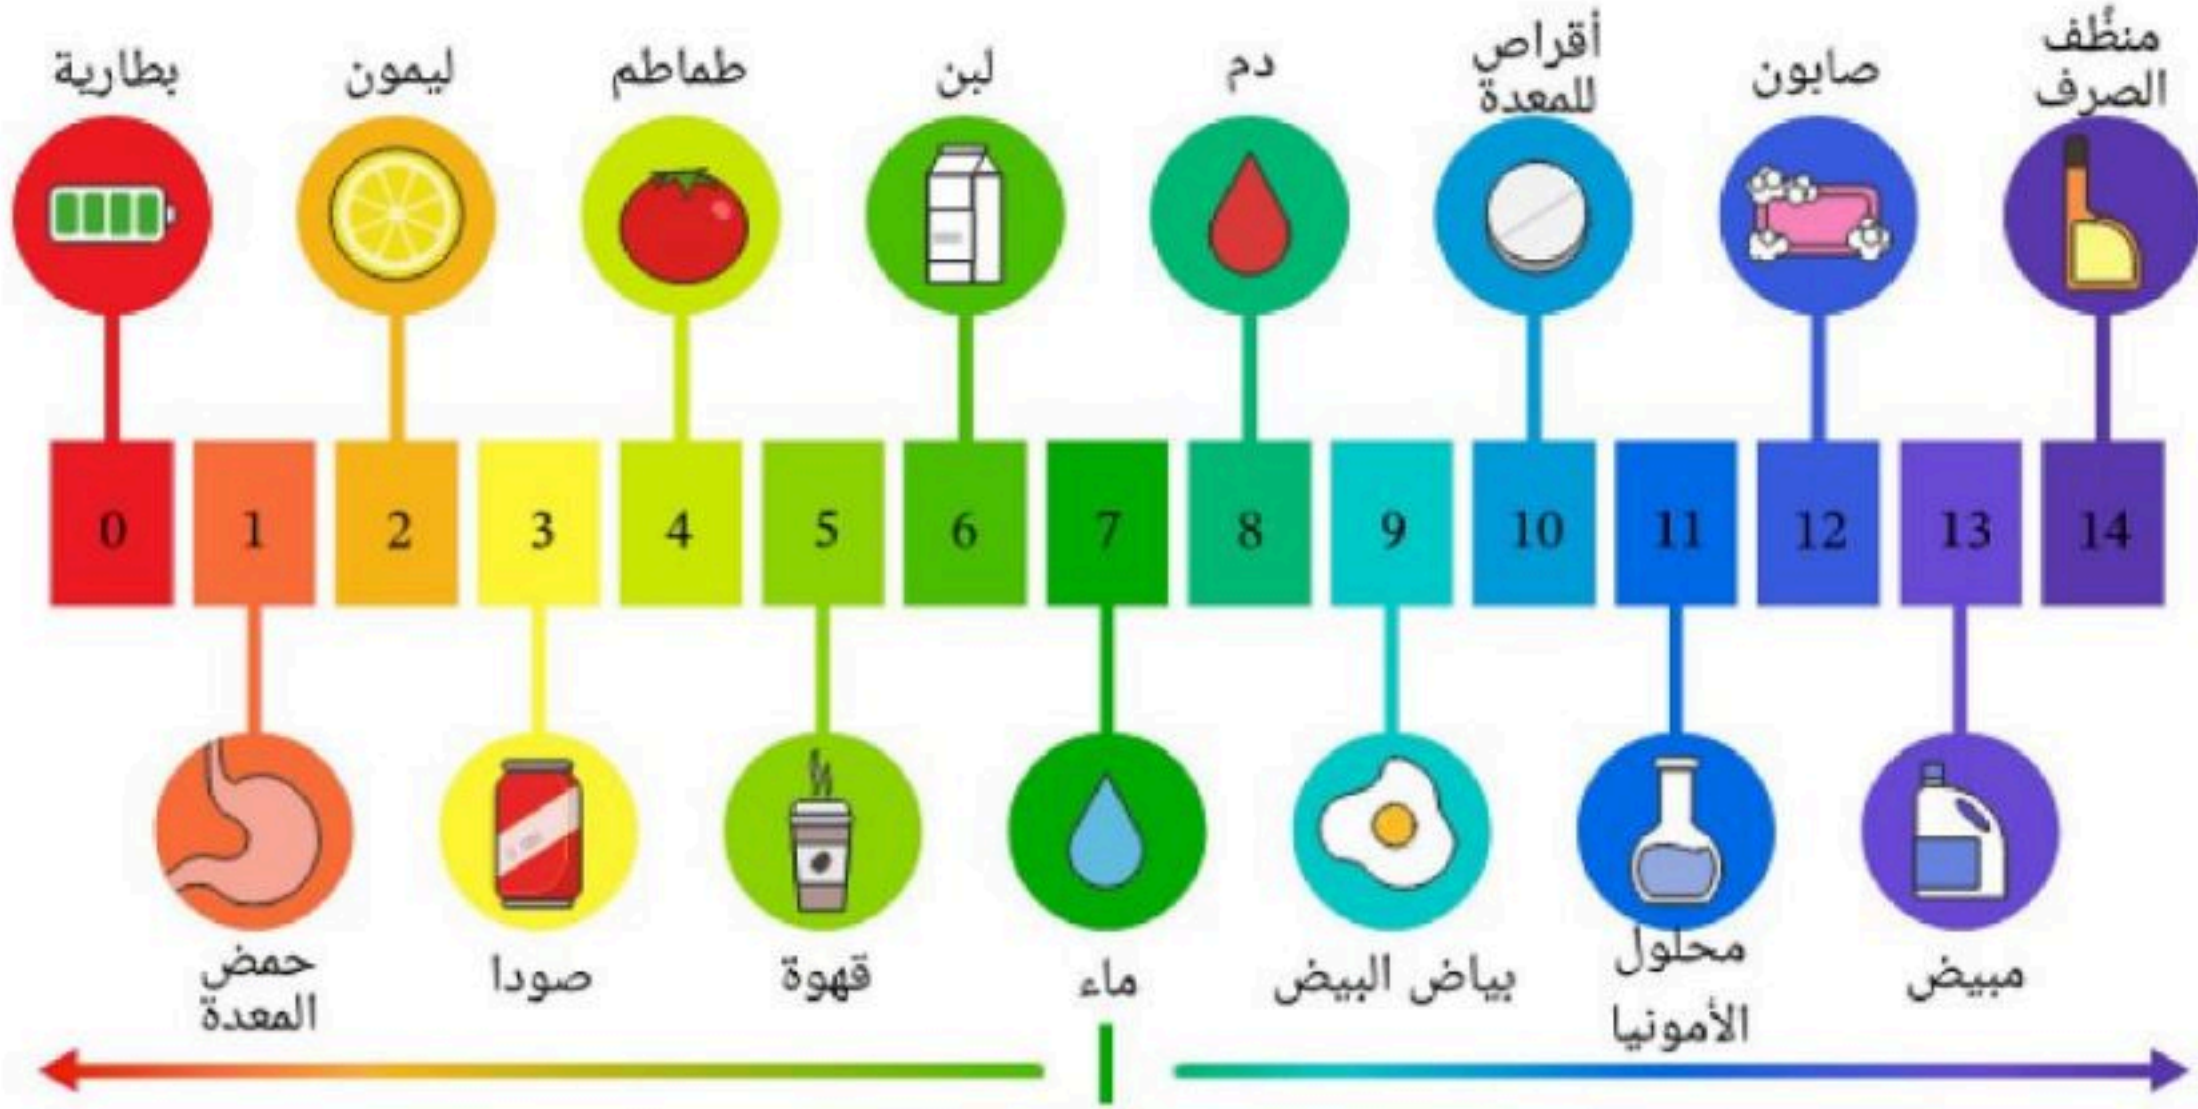 بطارية
ليمون
طماطم
لبن
دم
أقراص
للمعدة
صابون
منظِّف
الصرف
0 1 2 3 4 5 6 7 8 9 10 11 12 13 14
حمض
المعدة
صودا
قهوة
ماء
بياض البيض
محلول
الأمونيا
مبيض